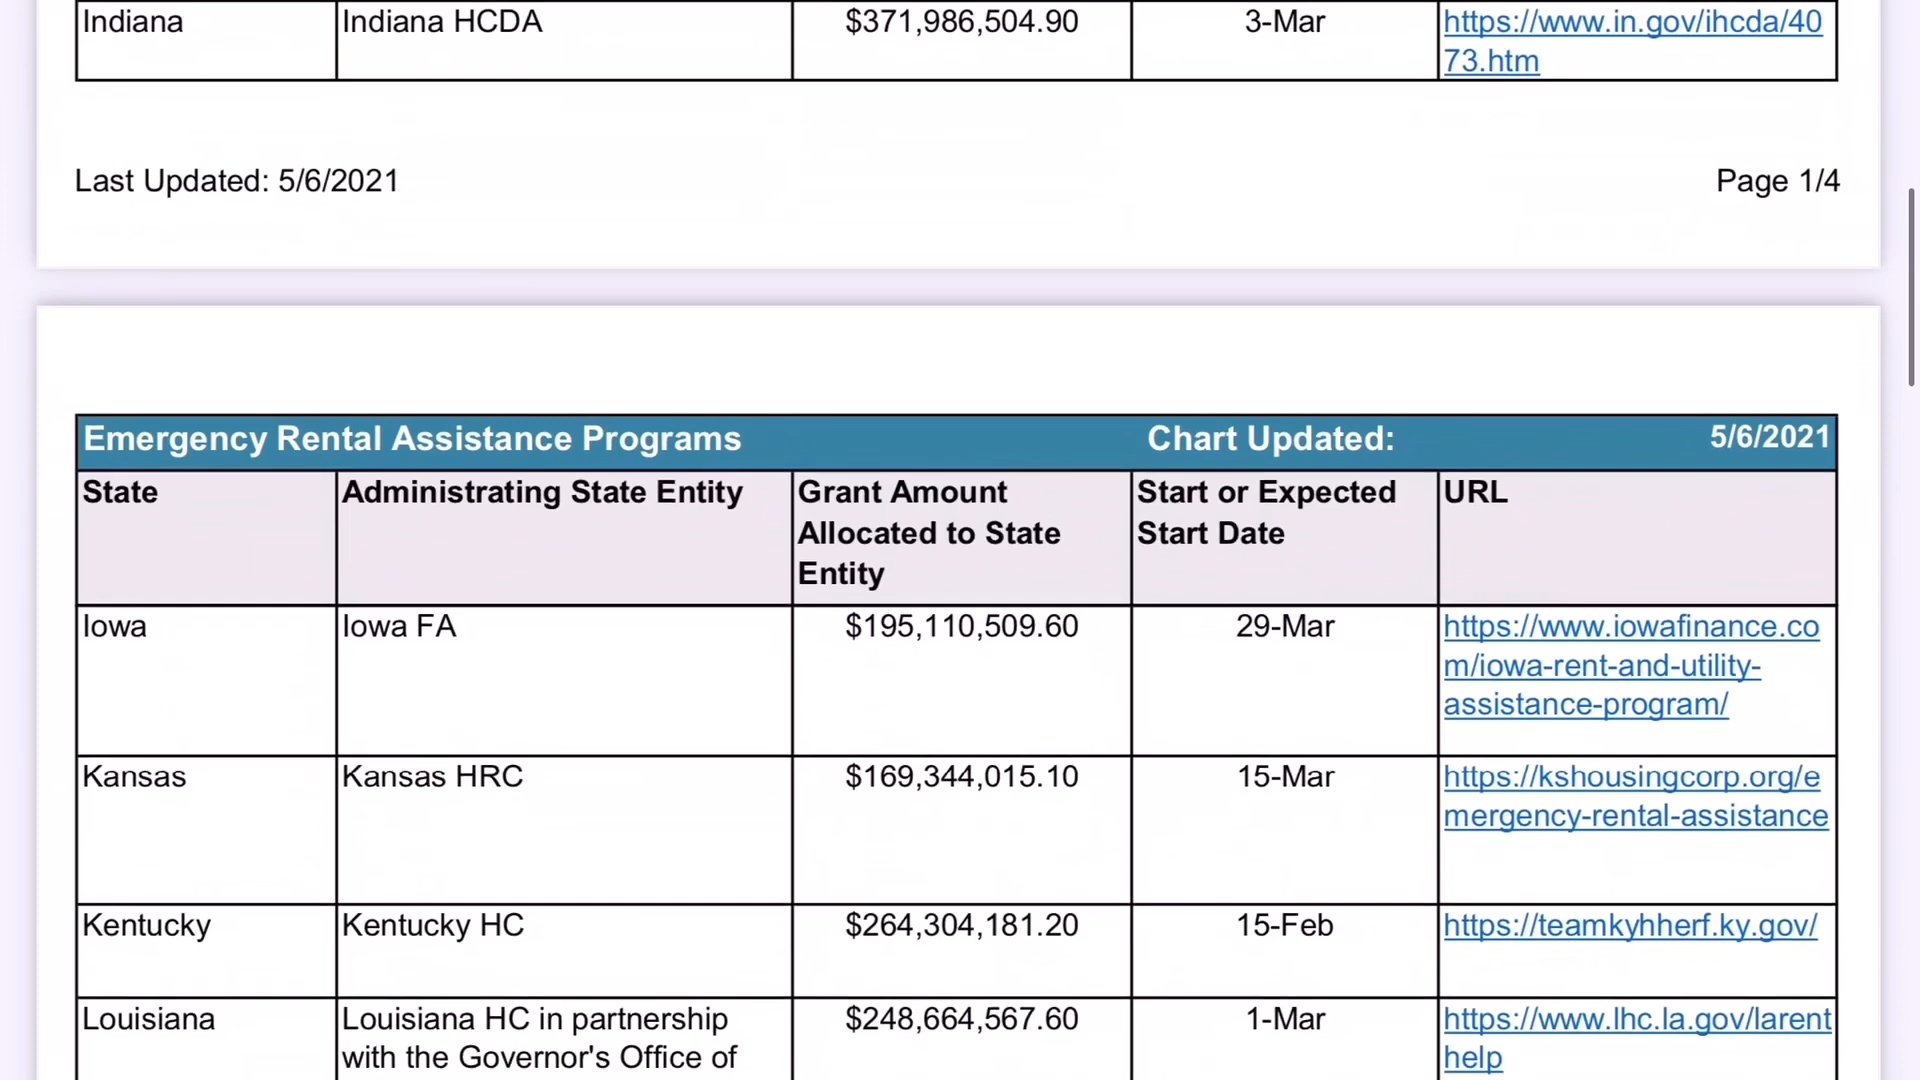 Indiana Indiana HCDA $371,986,504.90 3-Mar https://www.in.gov/ihcda/40
73.htm
Last Updated: 5/6/2021 Page 1/4
Emergency Rental Assistance Programs Chart Updated: 5/6/2021
State Administrating State Entity Grant Amount Start or Expected URL
Allocated to State Start Date
Entity
Iowa Iowa FA $195,110,509.60 29-Mar https://www.iowafinance.co
m/iowa-rent-and-utility-
assistance-program/
Kansas Kansas HRC $169,344,015.10 15-Mar https://kshousingcorp.org/e
mergency-rental-assistance
Kentucky Kentucky HC $264,304,181.20 15-Feb https://teamkyhherf.ky.gov/
Louisiana Louisiana HC in partnership $248,664,567.60 1-Mar https://www.lhc.la.gov/larent
with the Governor's Office of help